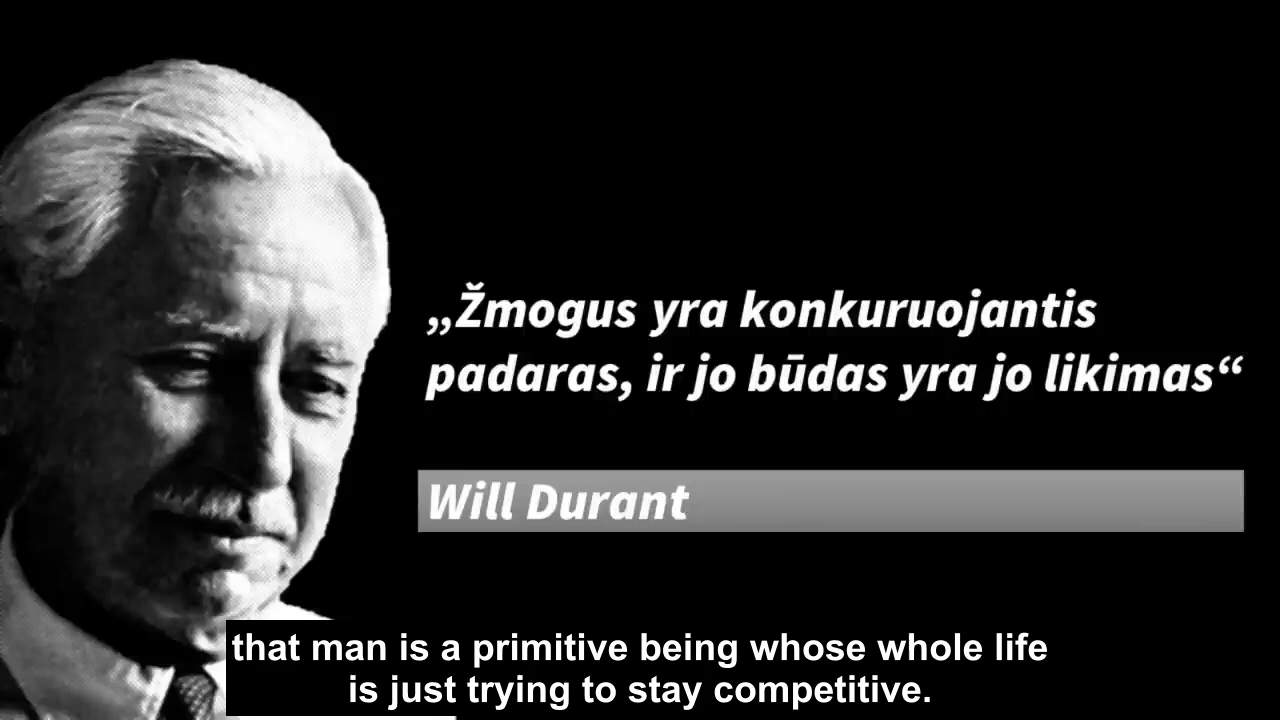 „Žmogus yra konkuruojantis
padaras, ir jo būdas yra jo likimas“
Will Durant
that man is a primitive being whose whole life
is just trying to stay competitive.